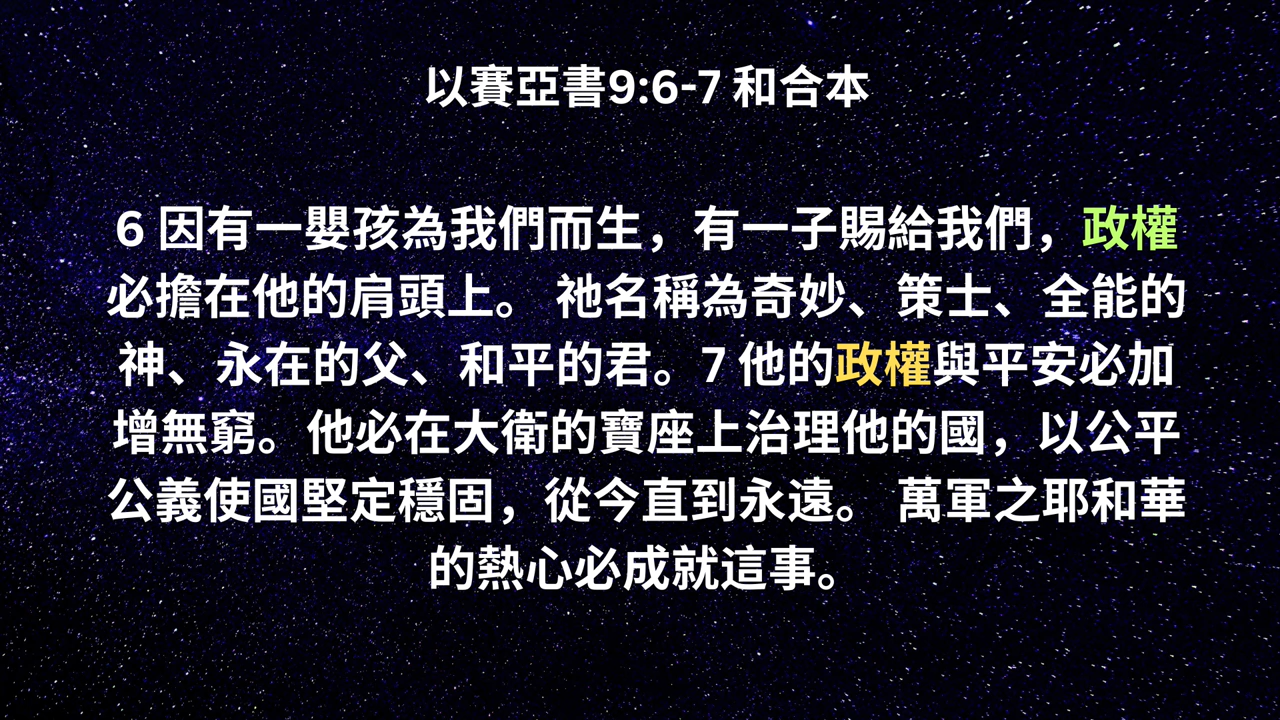 以賽亞書9:6-7 和合本
6 因有一嬰孩為我們而生，有一子賜給我們，政權
必擔在他的肩頭上。 祂名稱為奇妙、策士、全能的
神、永在的父、和平的君。7 他的政權與平安必加
增無窮。他必在大衛的寶座上治理他的國，以公平
公義使國堅定穩固，從今直到永遠。 萬軍之耶和華
的熱心必成就這事。